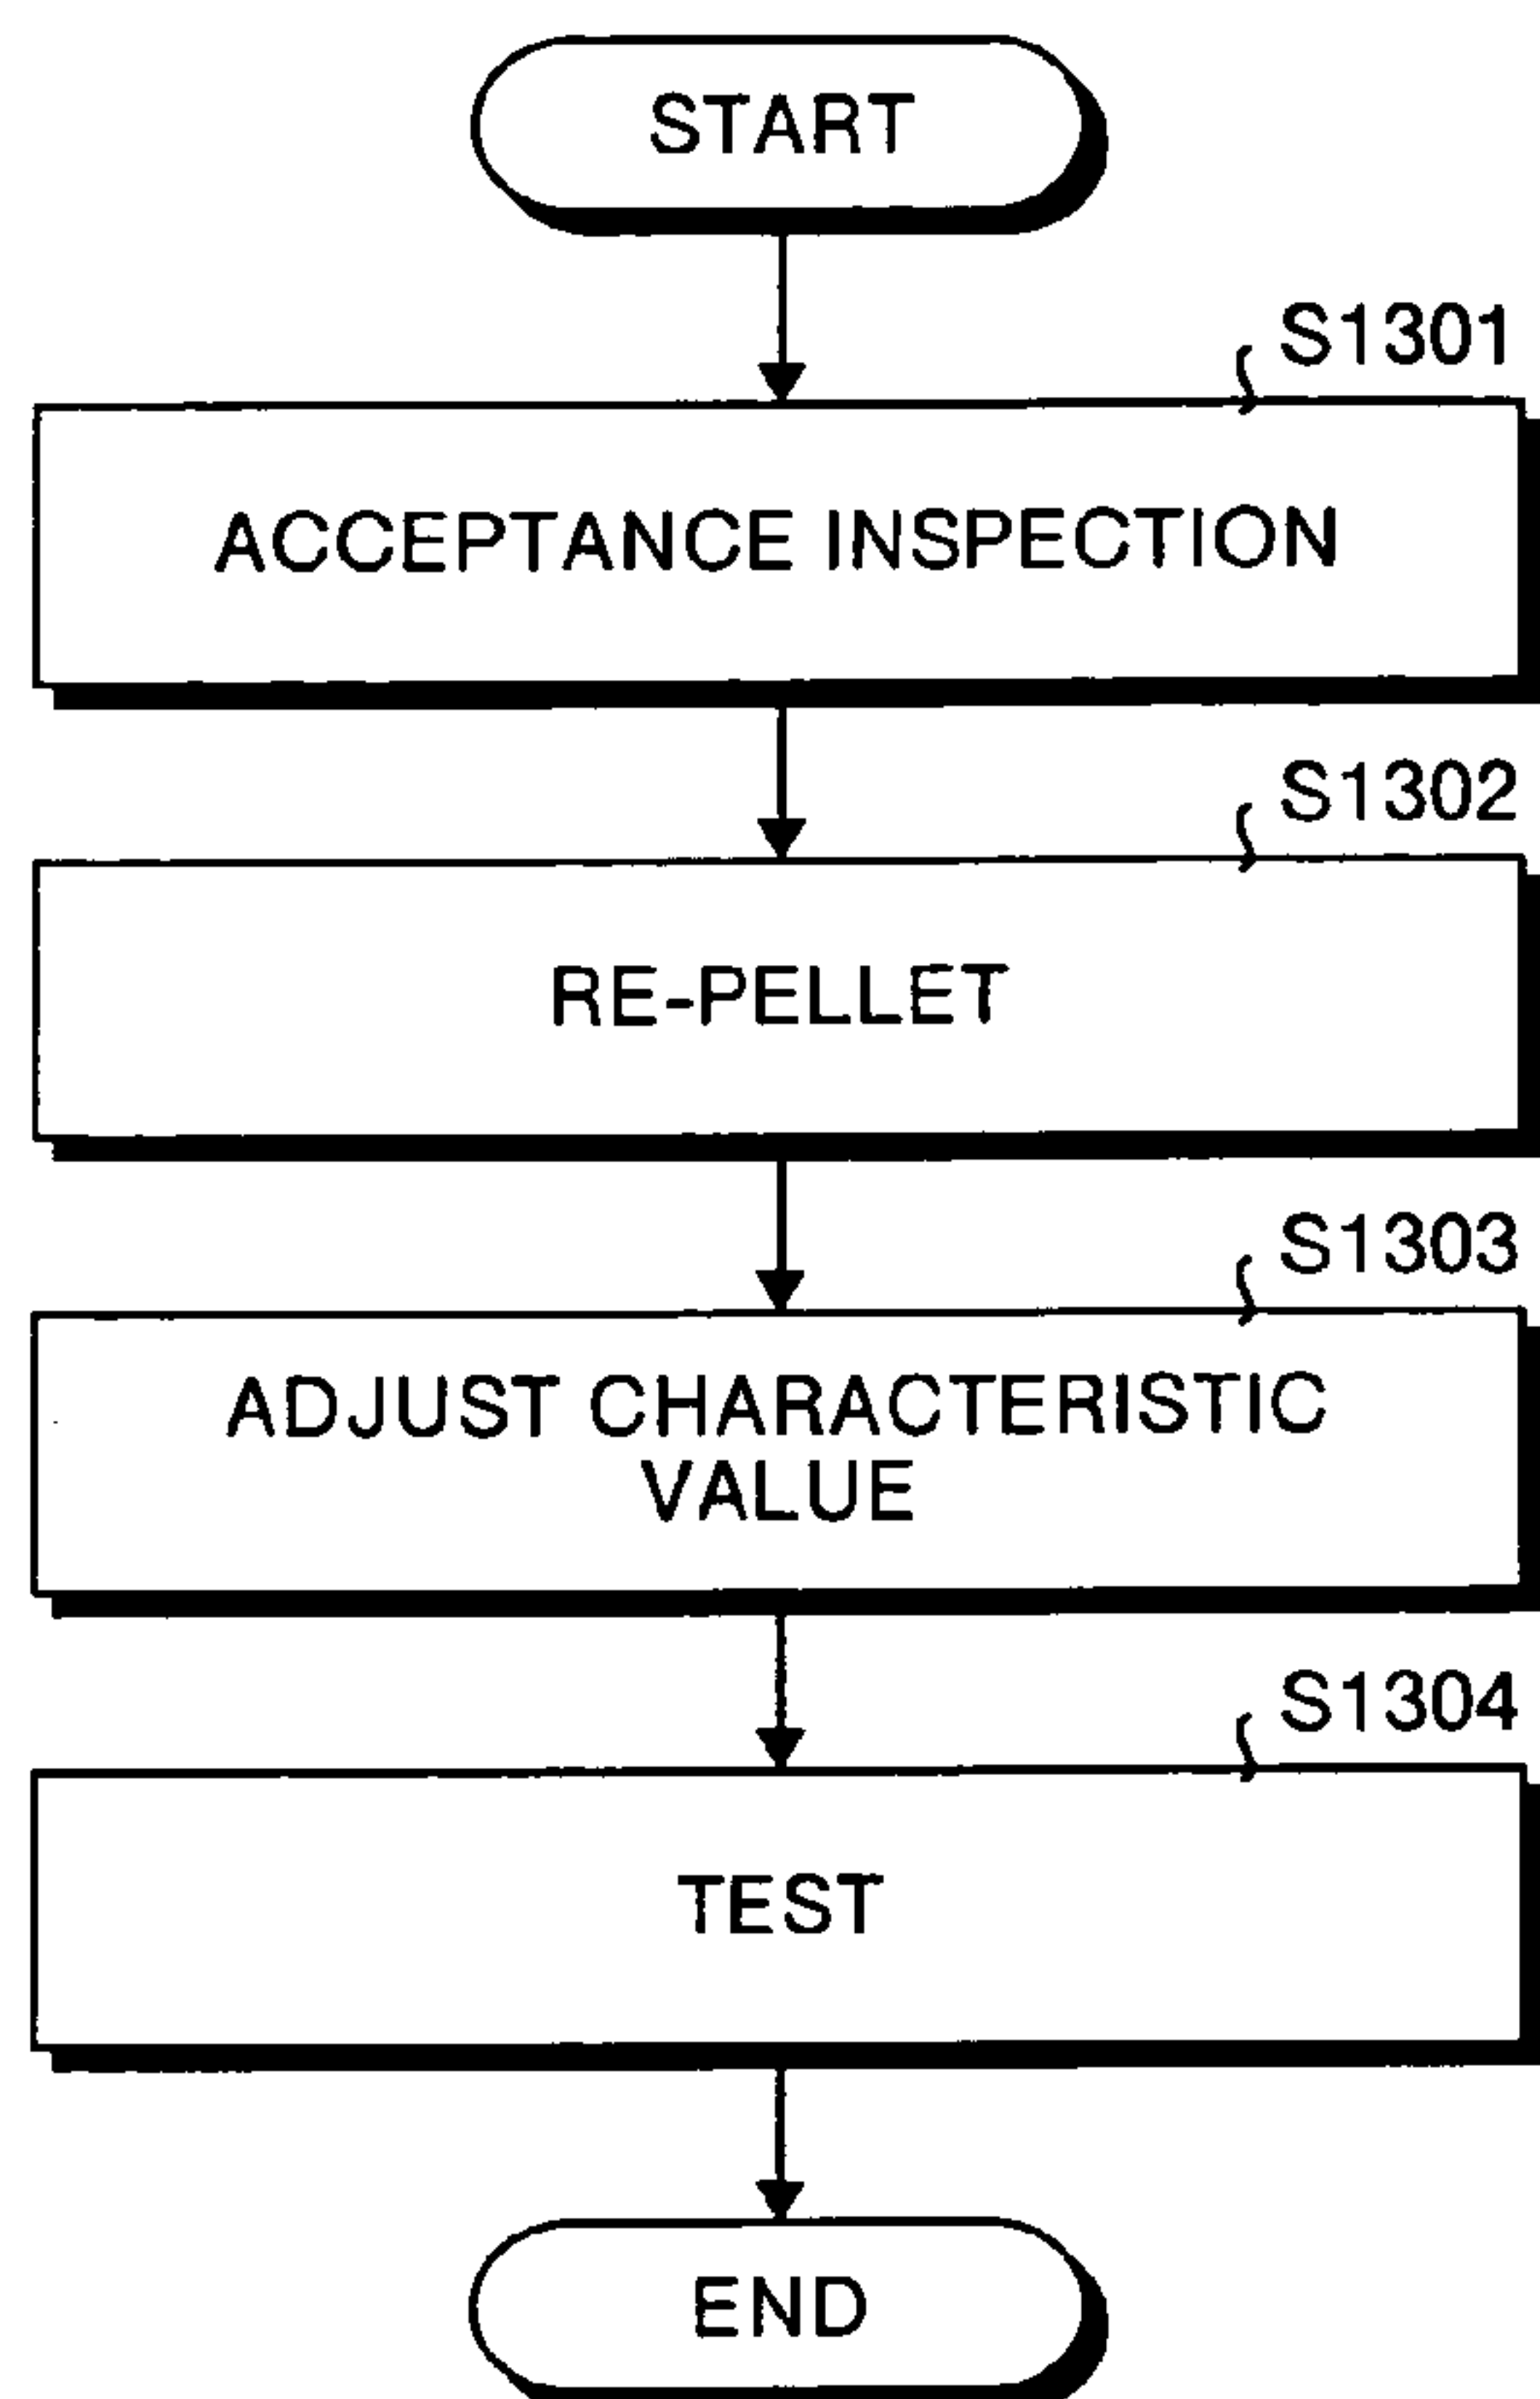 START
S1301
ACCEPTANCE INSPECTION
S1302
RE-PELLET
S1303
ADJUST CHARACTERISTIC
VALUE
S1304
TEST
END